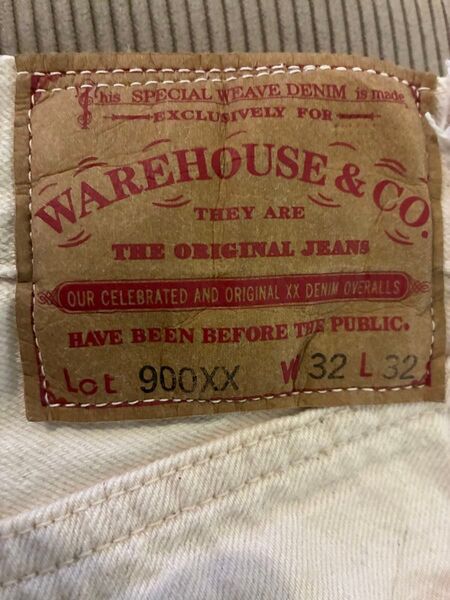 This SPECIAL WEAVE DENIM is made
EXCLUSIVELY FOR
WAREHOUSE & CO.
THEY ARE
THE ORIGINAL JEANS
OUR CELEBRATED AND ORIGINAL XX DENIM OVERALLS
HAVE BEEN BEFORE THE PUBLIC.
Lot 900XX W 32 L 32